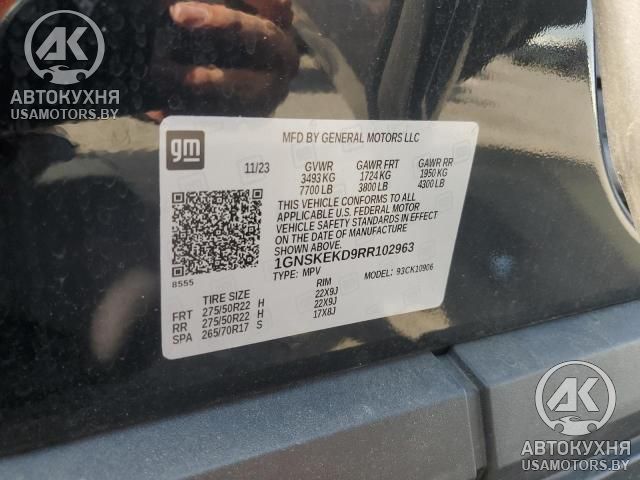 AK
АВТОКУХНЯ
USAMOTORS.BY
gm
MFD BY GENERAL MOTORS LLC
11/23 GVWR GAWR FRT GAWR RR
3493 KG 1724 KG 1950 KG
7700 LB 3800 LB 4300 LB
THIS VEHICLE CONFORMS TO ALL
APPLICABLE U.S. FEDERAL MOTOR
VEHICLE SAFETY STANDARDS IN EFFECT
ON THE DATE OF MANUFACTURE
SHOWN ABOVE.
1GNSKEKD9RR102963
8555 TYPE: MPV MODEL: 93CK10906
TIRE SIZE RIM
FRT 275/50R22 H 22X9J
RR 275/50R22 H 22X9J
SPA 265/70R17 S 17X8J
AK
АВТОКУХНЯ
USAMOTORS.BY